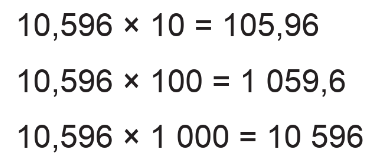 10,596 × 10 = 105,96
10,596 × 100 = 1 059,6
10,596 × 1 000 = 10 596